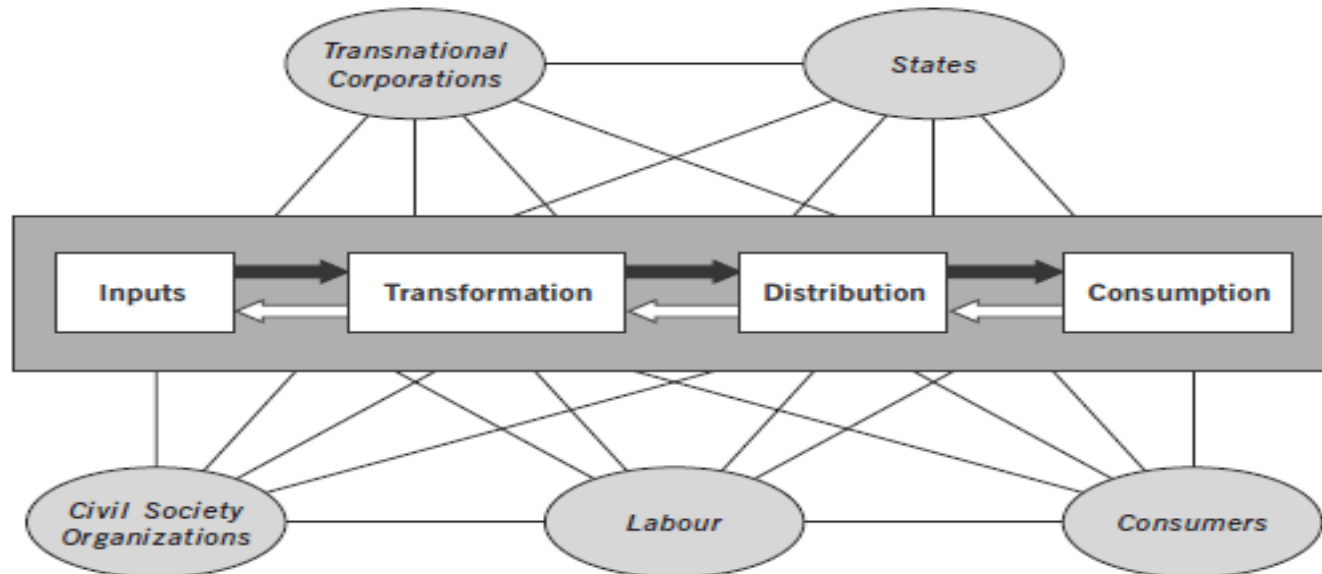 Transnational
Corporations
States
Inputs
Transformation
Distribution
Consumption
Civil Society
Organizations
Labour
Consumers